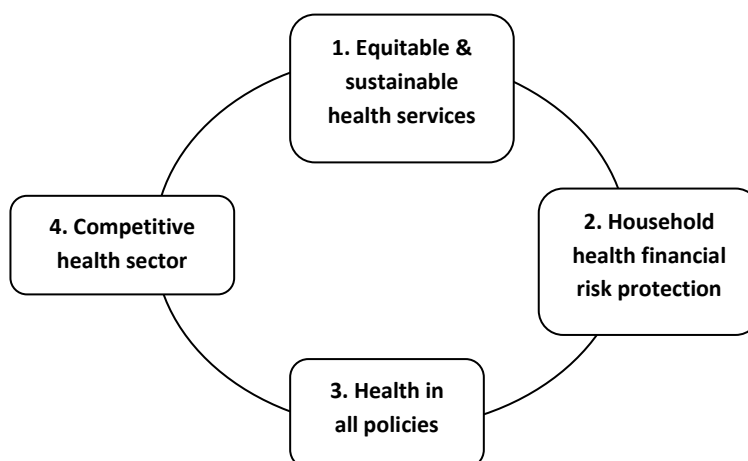 1. Equitable &
sustainable
health services
2. Household
health financial
risk protection
3. Health in
all policies
4. Competitive
health sector